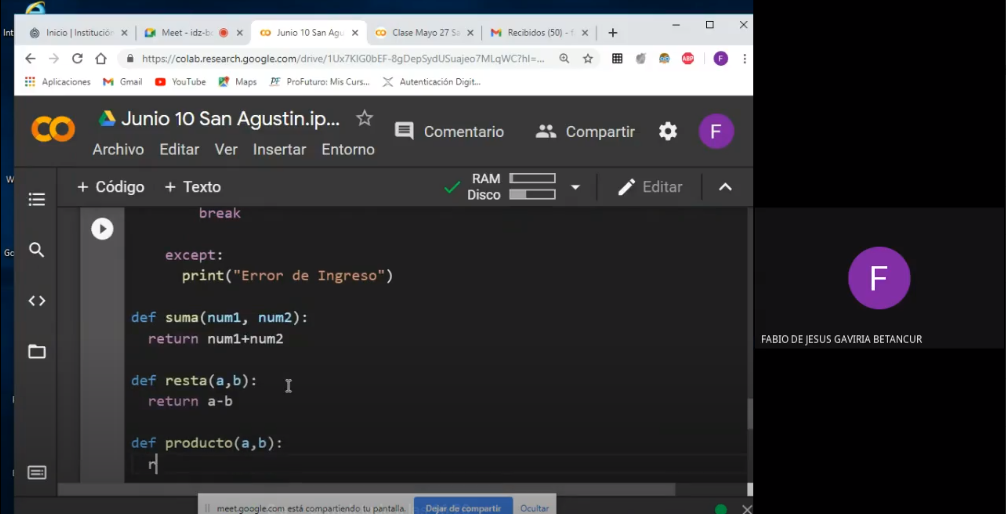 Inicio | Institución
Meet - idz-b
Junio 10 San Agu
Clase Mayo 27 Sa
Recibidos (50) - f
https://colab.research.google.com/drive/1Ux7KIG0bEF-8gDepSydUSuajeo7MLqWC?hl=...
F
Aplicaciones
Gmail
YouTube
Maps
ProFuturo: Mis Curs...
Autenticación Digit...
Junio 10 San Agustin.ip...
Comentario
Compartir
F
Archivo Editar Ver Insertar Entorno
+ Código + Texto
RAM
Disco
Editar
break
except:
print("Error de Ingreso")
def suma(num1, num2):
return num1+num2
def resta(a,b):
return a-b
def producto(a,b):
r
F
FABIO DE JESUS GAVIRIA BETANCUR
meet.google.com está compartiendo tu pantalla.
Dejar de compartir
Ocultar